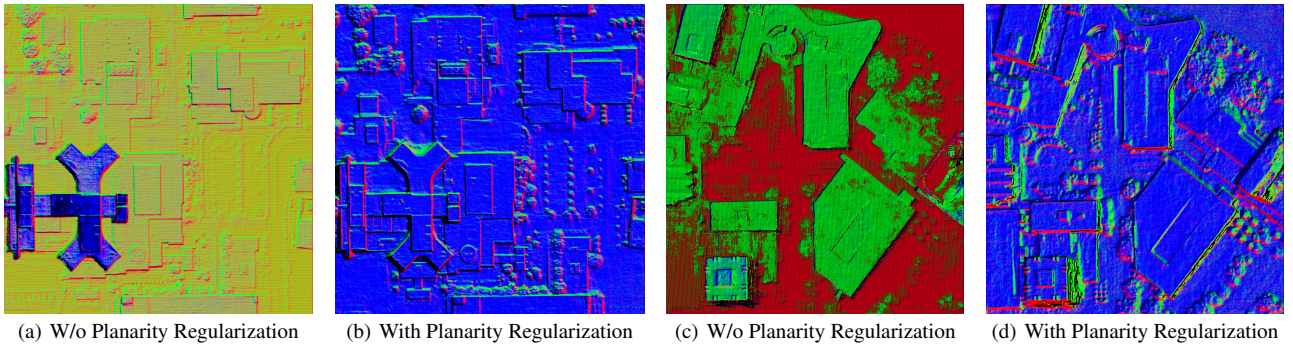 (a) W/o Planarity Regularization
(b) With Planarity Regularization
(c) W/o Planarity Regularization
(d) With Planarity Regularization